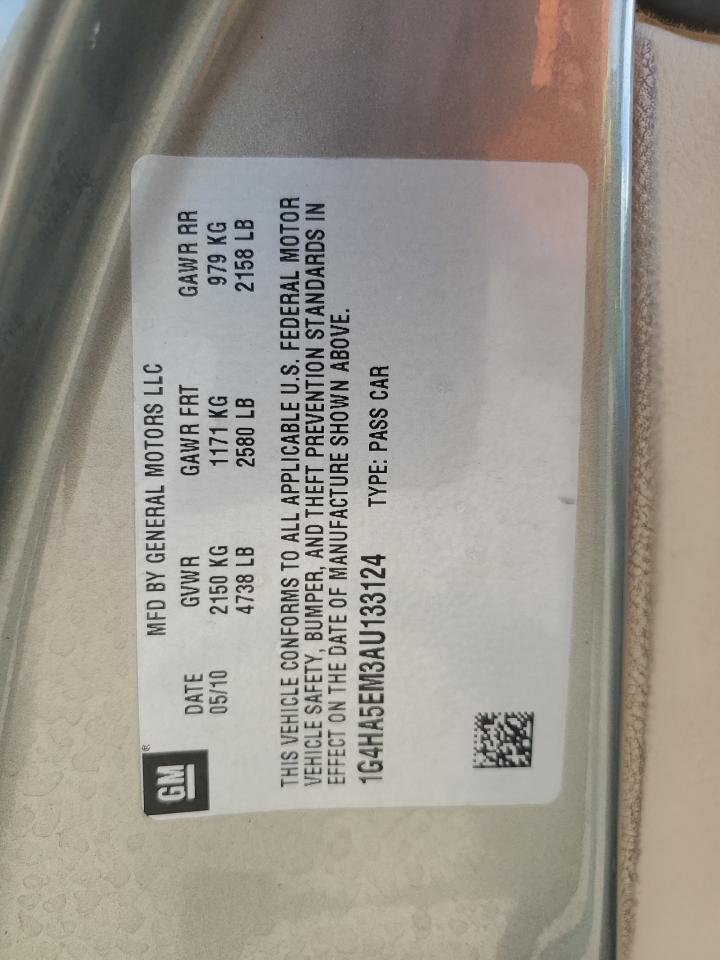 GM®
MFD BY GENERAL MOTORS LLC
DATE GVWR GAWR FRT GAWR RR
05/10 2150 KG 1171 KG 979 KG
4738 LB 2580 LB 2158 LB
THIS VEHICLE CONFORMS TO ALL APPLICABLE U.S. FEDERAL MOTOR
VEHICLE SAFETY, BUMPER, AND THEFT PREVENTION STANDARDS IN
EFFECT ON THE DATE OF MANUFACTURE SHOWN ABOVE.
1G4HA5EM3AU133124 TYPE: PASS CAR